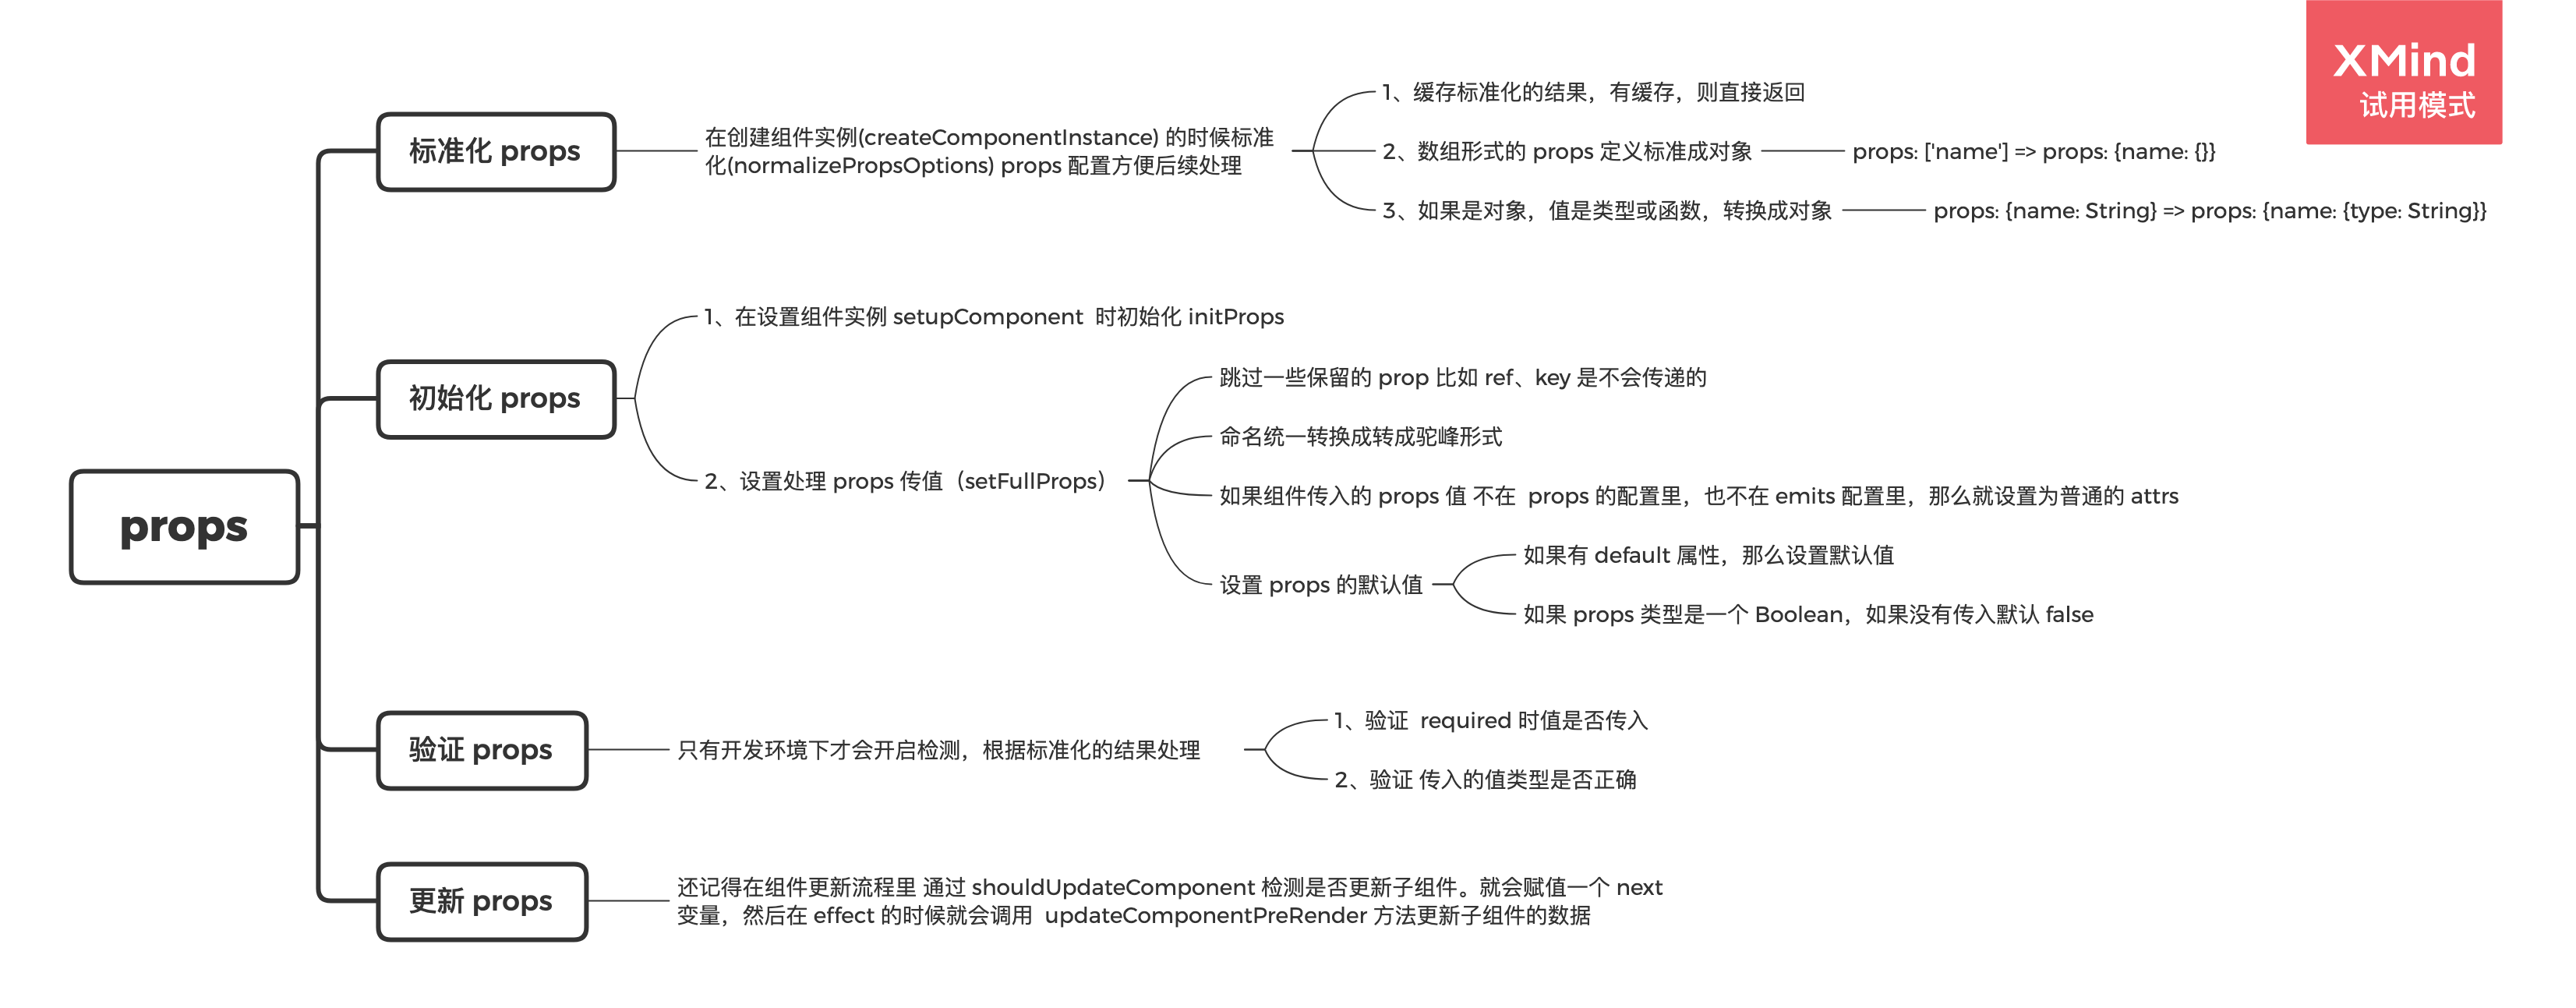 XMind
试用模式
props
标准化 props
在创建组件实例(createComponentInstance) 的时候标准
化(normalizePropsOptions) props 配置方便后续处理
1、缓存标准化的结果，有缓存，则直接返回
2、数组形式的 props 定义标准成对象
props: ['name'] => props: {name: {}}
3、如果是对象，值是类型或函数，转换成对象
props: {name: String} => props: {name: {type: String}}
初始化 props
1、在设置组件实例 setupComponent 时初始化 initProps
2、设置处理 props 传值（setFullProps）
跳过一些保留的 prop 比如 ref、key 是不会传递的
命名统一转换成转成驼峰形式
如果组件传入的 props 值 不在 props 的配置里，也不在 emits 配置里，那么就设置为普通的 attrs
设置 props 的默认值
如果有 default 属性，那么设置默认值
如果 props 类型是一个 Boolean，如果没有传入默认 false
验证 props
只有开发环境下才会开启检测，根据标准化的结果处理
1、验证 required 时值是否传入
2、验证 传入的值类型是否正确
更新 props
还记得在组件更新流程里 通过 shouldUpdateComponent 检测是否更新子组件。就会赋值一个 next
变量，然后在 effect 的时候就会调用 updateComponentPreRender 方法更新子组件的数据